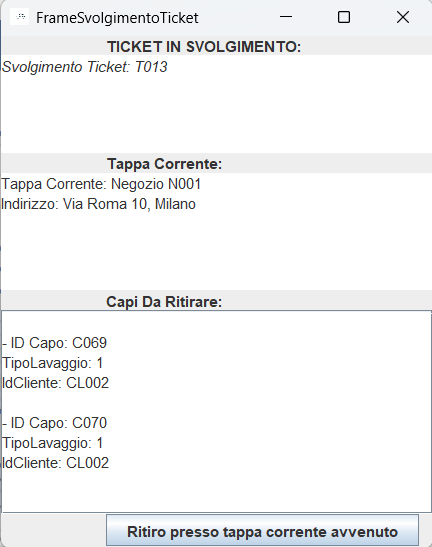 FrameSvolgimentoTicket
TICKET IN SVOLGIMENTO:
Svolgimento Ticket: T013
Tappa Corrente:
Tappa Corrente: Negozio N001
Indirizzo: Via Roma 10, Milano
Capi Da Ritirare:
- ID Capo: C069
TipoLavaggio: 1
IdCliente: CL002
- ID Capo: C070
TipoLavaggio: 1
IdCliente: CL002
Ritiro presso tappa corrente avvenuto